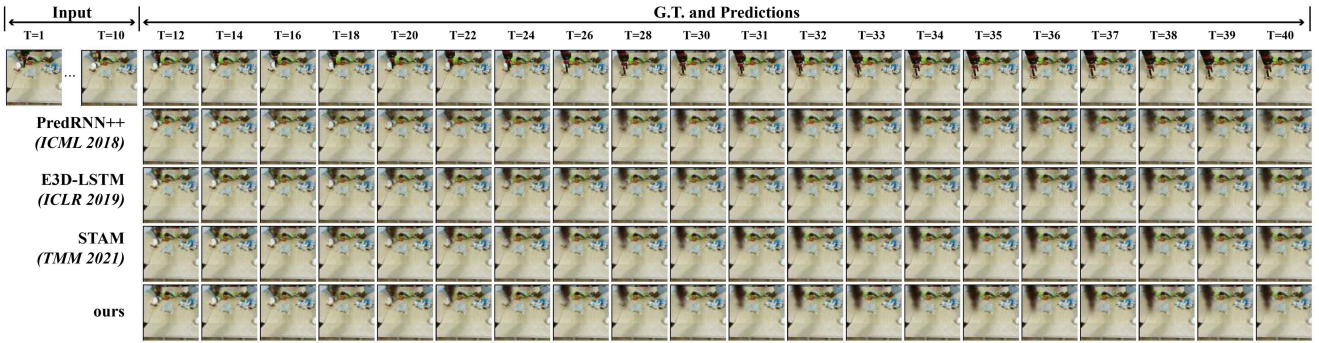 Input G.T. and Predictions
T=1 T=10 T=12 T=14 T=16 T=18 T=20 T=22 T=24 T=26 T=28 T=30 T=31 T=32 T=33 T=34 T=35 T=36 T=37 T=38 T=39 T=40
...
PredRNN++
(ICML 2018)
E3D-LSTM
(ICLR 2019)
STAM
(TMM 2021)
ours